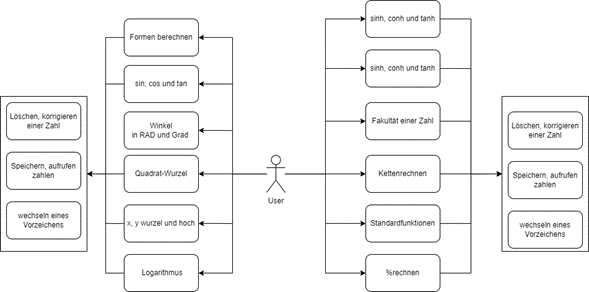 Formen berechnen
sin, cos und tan
Winkel
in RAD und Grad
Quadrat-Wurzel
x, y wurzel und hoch
Logarithmus
Löschen, korrigieren
einer Zahl
Speichern, aufrufen
zahlen
wechseln eines
Vorzeichens
User
sinh, conh und tanh
sinh, conh und tanh
Fakultät einer Zahl
Kettenrechnen
Standardfunktionen
%rechnen
Löschen, korrigieren
einer Zahl
Speichern, aufrufen
zahlen
wechseln eines
Vorzeichens